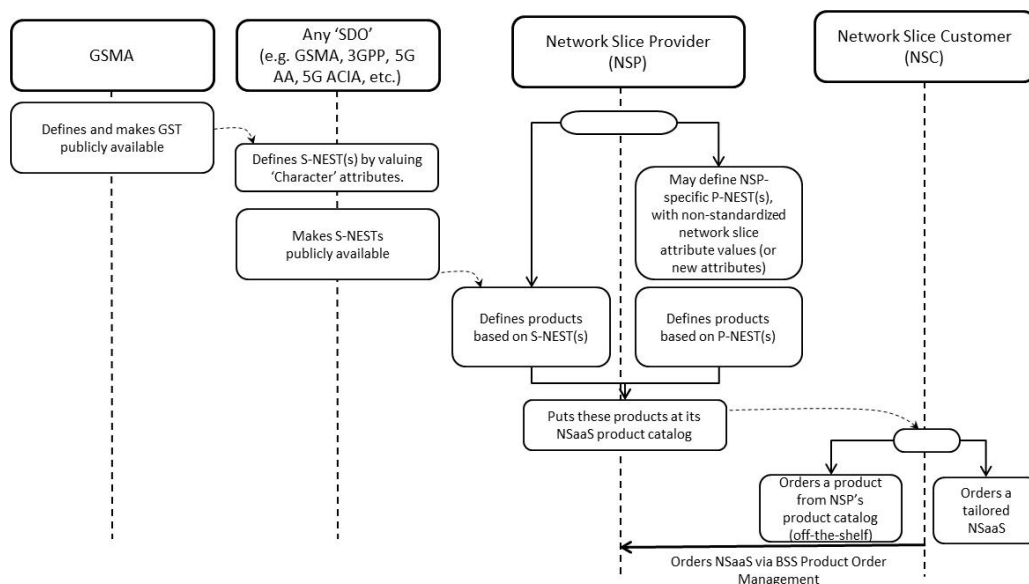 GSMA
Any ‘SDO’
(e.g. GSMA, 3GPP, 5G
AA, 5G ACIA, etc.)
Network Slice Provider
(NSP)
Network Slice Customer
(NSC)
Defines and makes GST
publicly available
Defines S-NEST(s) by valuing
‘Character’ attributes.
May define NSP-
specific P-NEST(s),
with non-standardized
network slice
attribute values (or
new attributes)
Makes S-NESTs
publicly available
Defines products
based on S-NEST(s)
Defines products
based on P-NEST(s)
Puts these products at its
NSaaS product catalog
Orders a product
from NSP’s
product catalog
(off-the-shelf)
Orders a
tailored
NSaaS
Orders NSaaS via BSS Product Order
Management